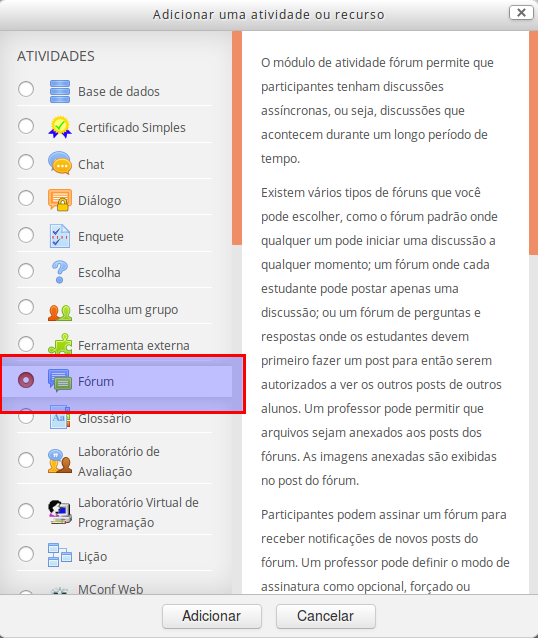 Adicionar uma atividade ou recurso
ATIVIDADES
Base de dados
Certificado Simples
Chat
Diálogo
Enquete
Escolha
Escolha um grupo
Ferramenta externa
Fórum
Glossário
Laboratório de
Avaliação
Laboratório Virtual de
Programação
Lição
MConf Web
O módulo de atividade fórum permite que
participantes tenham discussões
assíncronas, ou seja, discussões que
acontecem durante um longo período de
tempo.
Existem vários tipos de fóruns que você
pode escolher, como o fórum padrão onde
qualquer um pode iniciar uma discussão a
qualquer momento; um fórum onde cada
estudante pode postar apenas uma
discussão; ou um fórum de perguntas e
respostas onde os estudantes devem
primeiro fazer um post para então serem
autorizados a ver os outros posts de outros
alunos. Um professor pode permitir que
arquivos sejam anexados aos posts dos
fóruns. As imagens anexadas são exibidas
no post do fórum.
Participantes podem assinar um fórum para
receber notificações de novos posts do
fórum. Um professor pode definir o modo de
assinatura como opcional, forçado ou
Adicionar
Cancelar